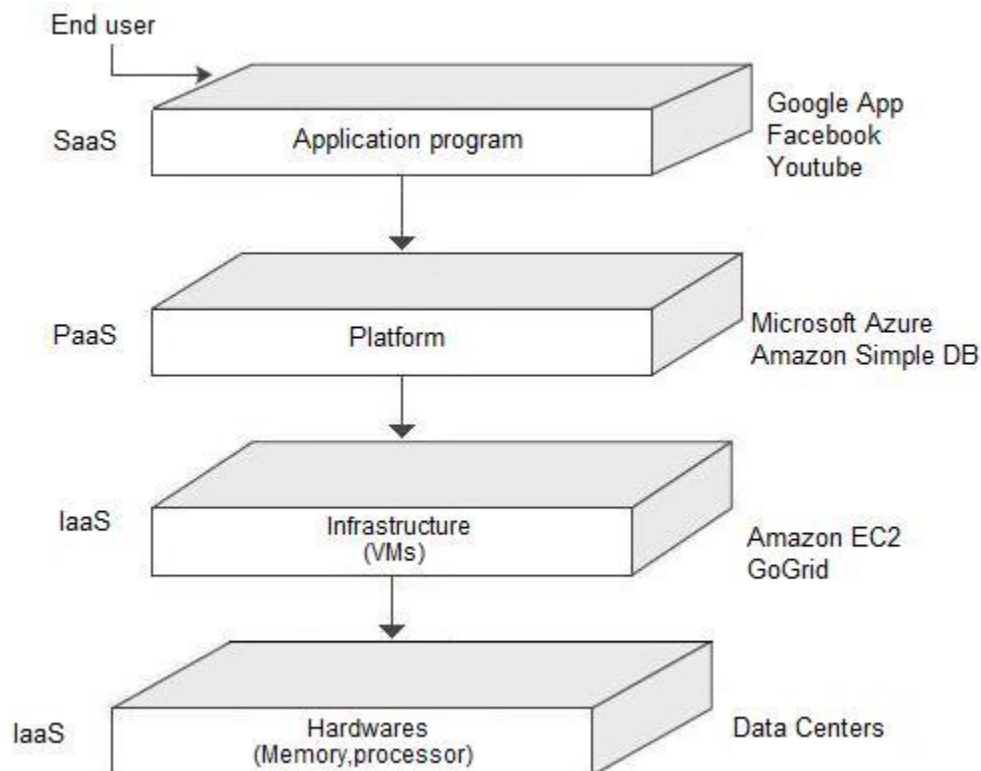 End user
SaaS
Application program
Google App
Facebook
Youtube
PaaS
Platform
Microsoft Azure
Amazon Simple DB
IaaS
Infrastructure
(VMs)
Amazon EC2
GoGrid
IaaS
Hardwares
(Memory,processor)
Data Centers